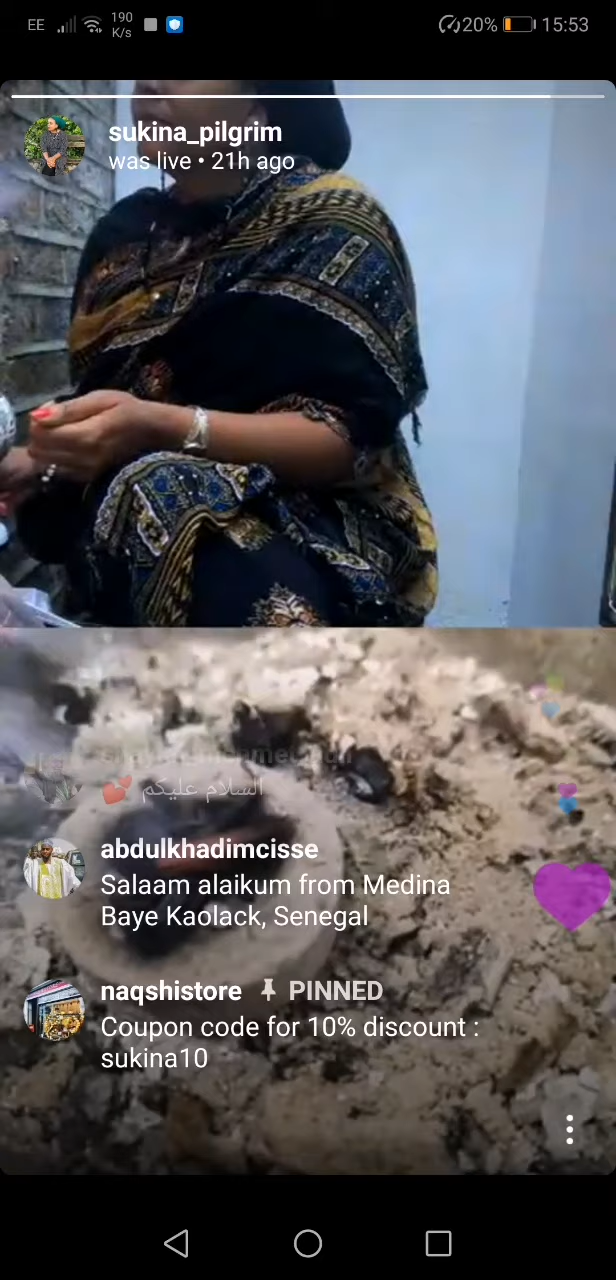 EE
190
K/s
20%
15:53
sukina_pilgrim
was live • 21h ago
السلام عليكم 💕
abdulkhadimcisse
Salaam alaikum from Medina
Baye Kaolack, Senegal
naqshistore PINNED
Coupon code for 10% discount :
sukina10